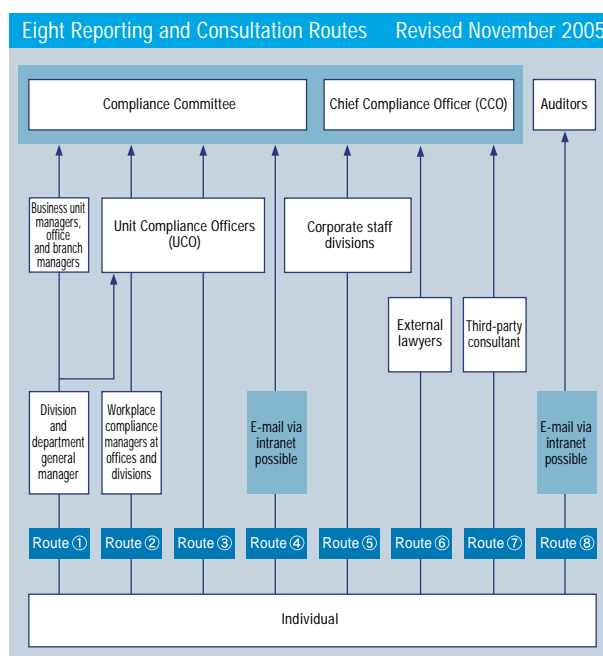 Eight Reporting and Consultation Routes Revised November 2005
Compliance Committee
Chief Compliance Officer (CCO)
Auditors
Business unit
managers,
office
and branch
managers
Unit Compliance Officers
(UCO)
Corporate staff
divisions
External
lawyers
Third-party
consultant
Division
and
department
general
manager
Workplace
compliance
managers at
offices and
divisions
E-mail via
intranet
possible
E-mail via
intranet
possible
Route ①
Route ②
Route ③
Route ④
Route ⑤
Route ⑥
Route ⑦
Route ⑧
Individual